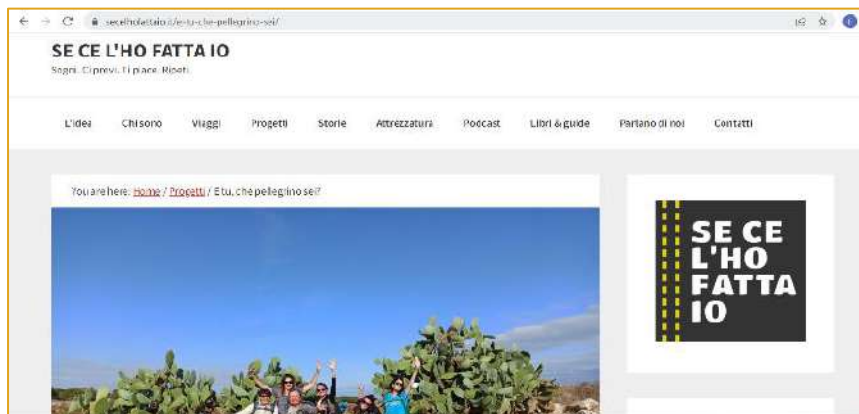 secelhofattaio.it/e-tu-che-pellegrino-sei/
SE CE L'HO FATTA IO
Sogni. Ci provi. Ti piace. Ripeti.
L'idea Chi sono Viaggi Progetti Storie Attrezzatura Podcast Libri & guide Parlano di noi Contatti
You are here: Home / Progetti / E tu, che pellegrino sei?
SE CE
L'HO
FATTA
IO